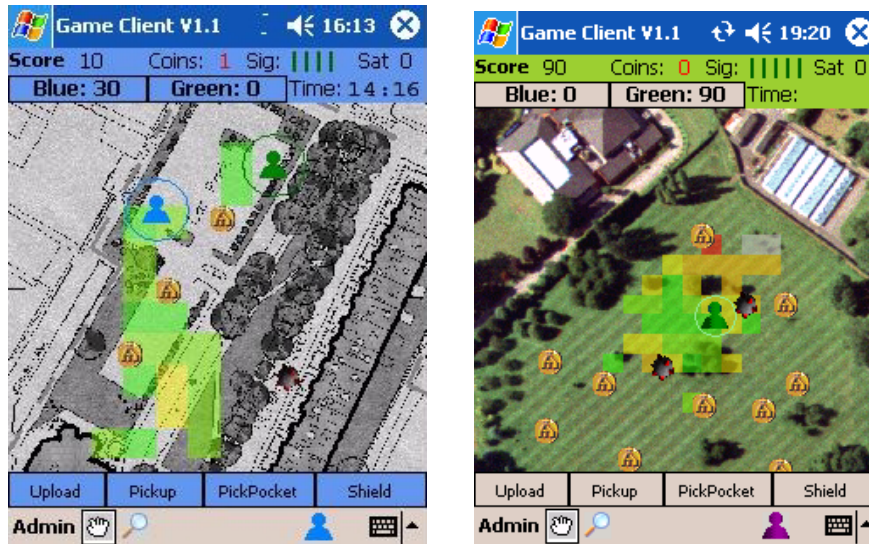 Game Client V1.1 16:13
Score 10 Coins: 1 Sig: Sat 0
Blue: 30 Green: 0 Time: 14:16
Upload Pickup PickPocket Shield
Admin
Game Client V1.1 19:20
Score 90 Coins: 0 Sig: Sat 0
Blue: 0 Green: 90 Time:
Upload Pickup PickPocket Shield
Admin